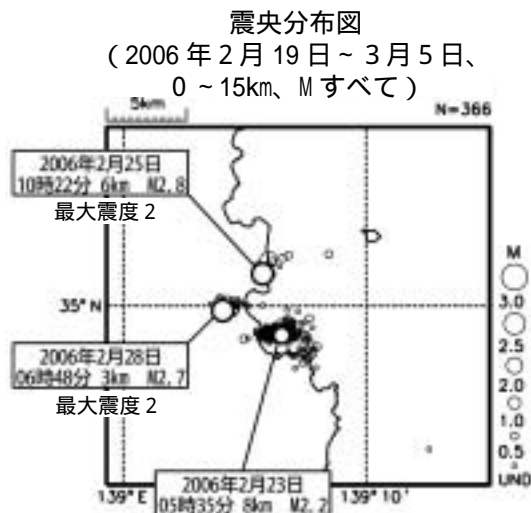 震央分布図
(2006年2月19日~3月5日、
0~15km、Mすべて)
5km
N=366
2006年2月25日
10時22分 6km M2.8
最大震度2
M
35°N
3.0
2.5
2006年2月28日
06時48分 3km M2.7
最大震度2
2.0
1.0
0.5
UND
2006年2月23日
05時35分 8km M2.2
139°E
139°10'